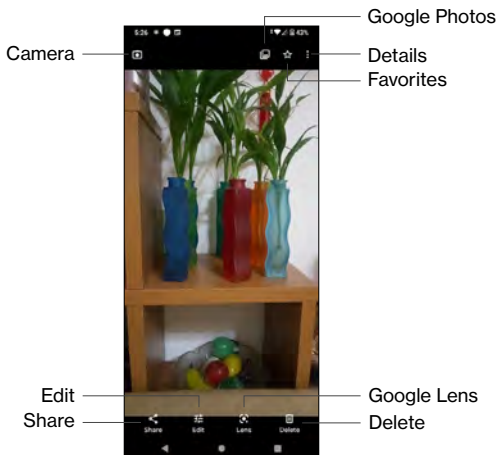 Google Photos
5:26 43%
Camera
Details
Favorites
Edit
Google Lens
Share
Delete
Share Edit Lens Delete